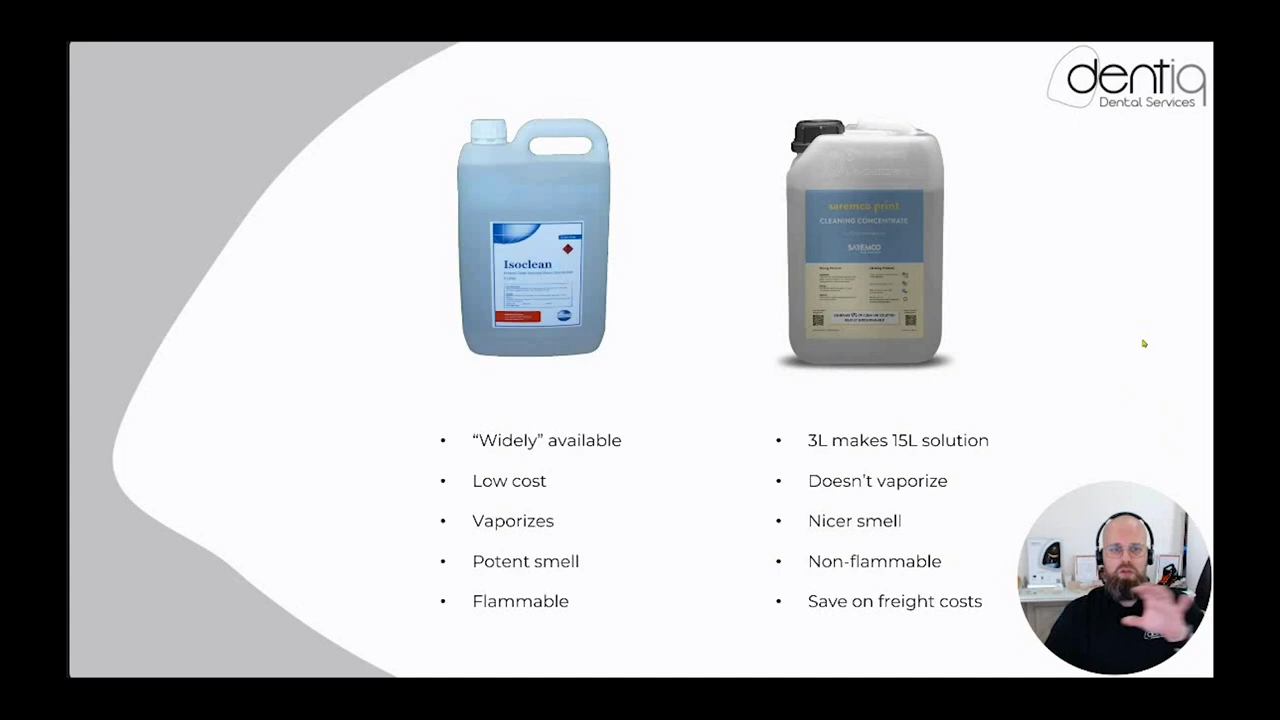 dentiq
Dental Services
Isoclean
saremco print
CLEANING CONCENTRATE
SAREMCO
• “Widely” available
• Low cost
• Vaporizes
• Potent smell
• Flammable
• 3L makes 15L solution
• Doesn’t vaporize
• Nicer smell
• Non-flammable
• Save on freight costs